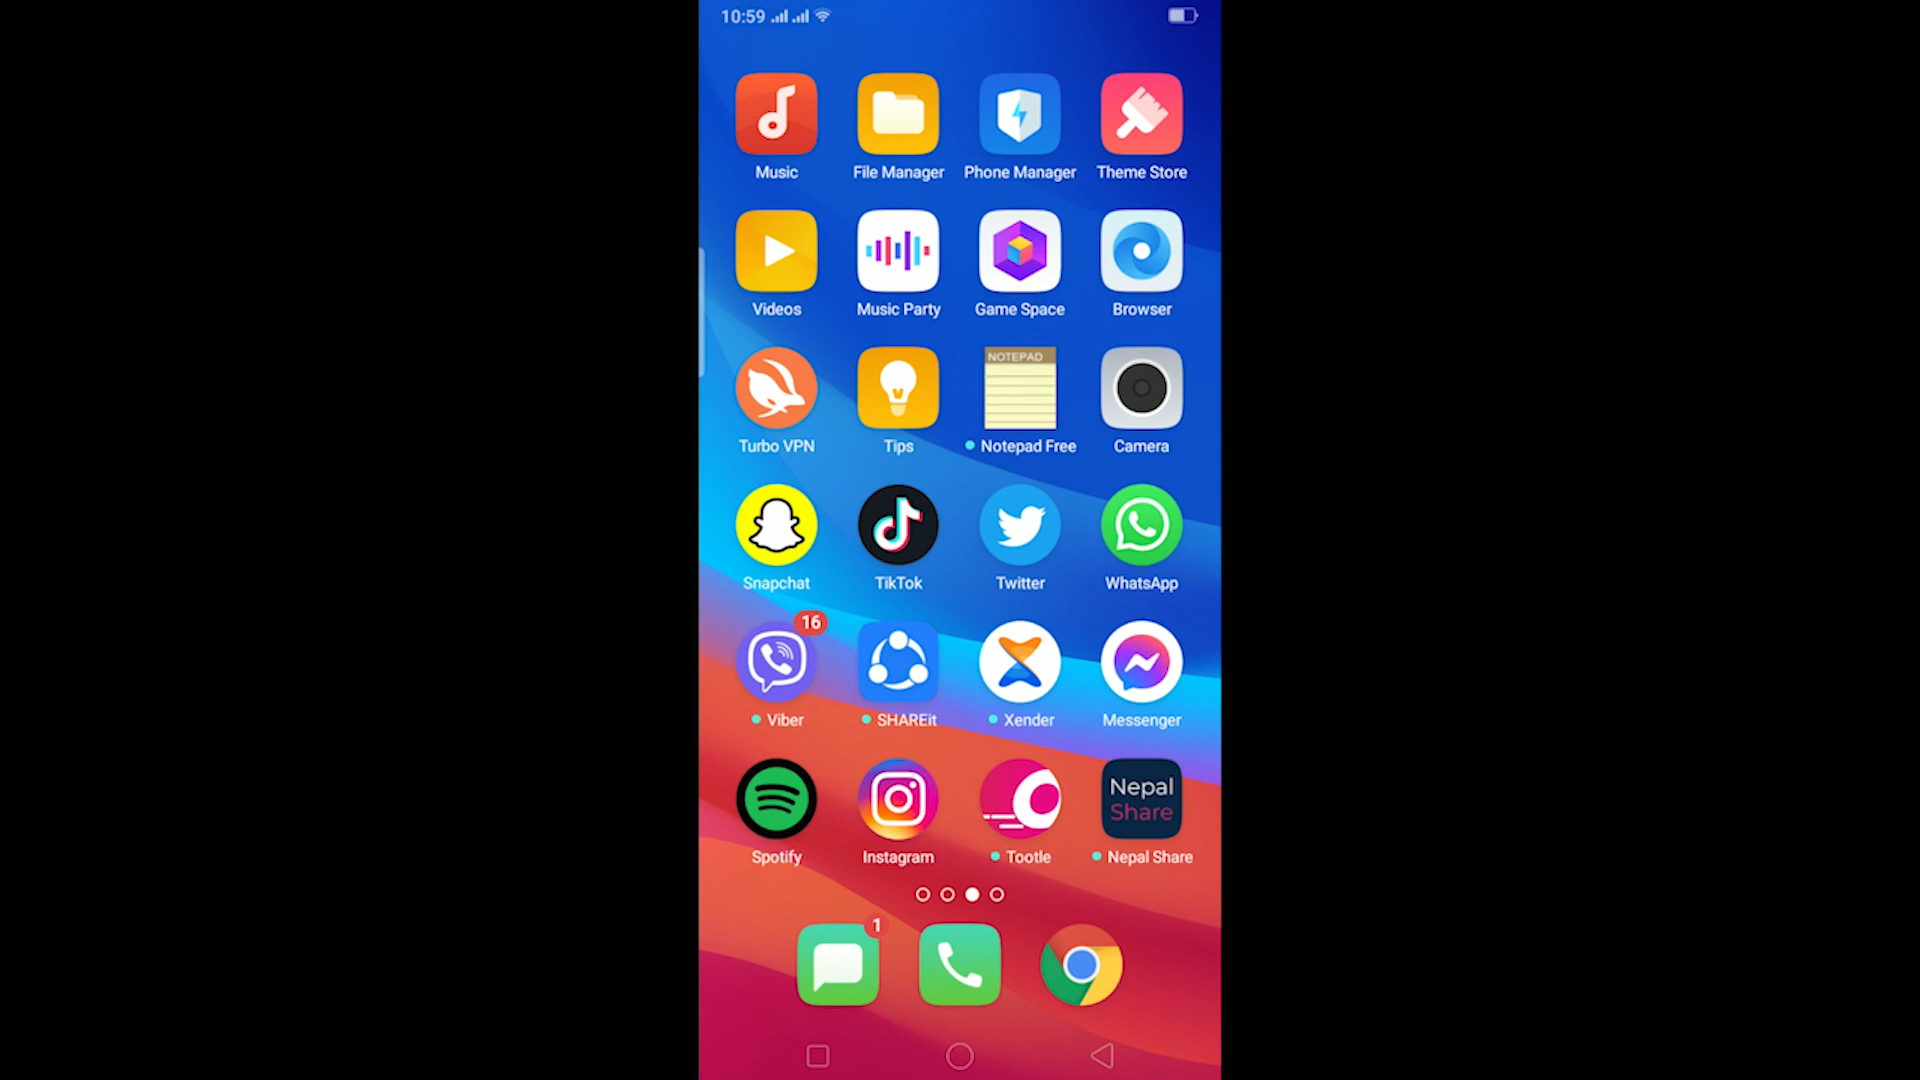 10:59
Music
File Manager
Phone Manager
Theme Store
Videos
Music Party
Game Space
Browser
NOTEPAD
Turbo VPN
Tips
Notepad Free
Camera
Snapchat
TikTok
Twitter
WhatsApp
16
Viber
SHAREit
Xender
Messenger
Nepal
Share
Spotify
Instagram
Tootle
Nepal Share
1